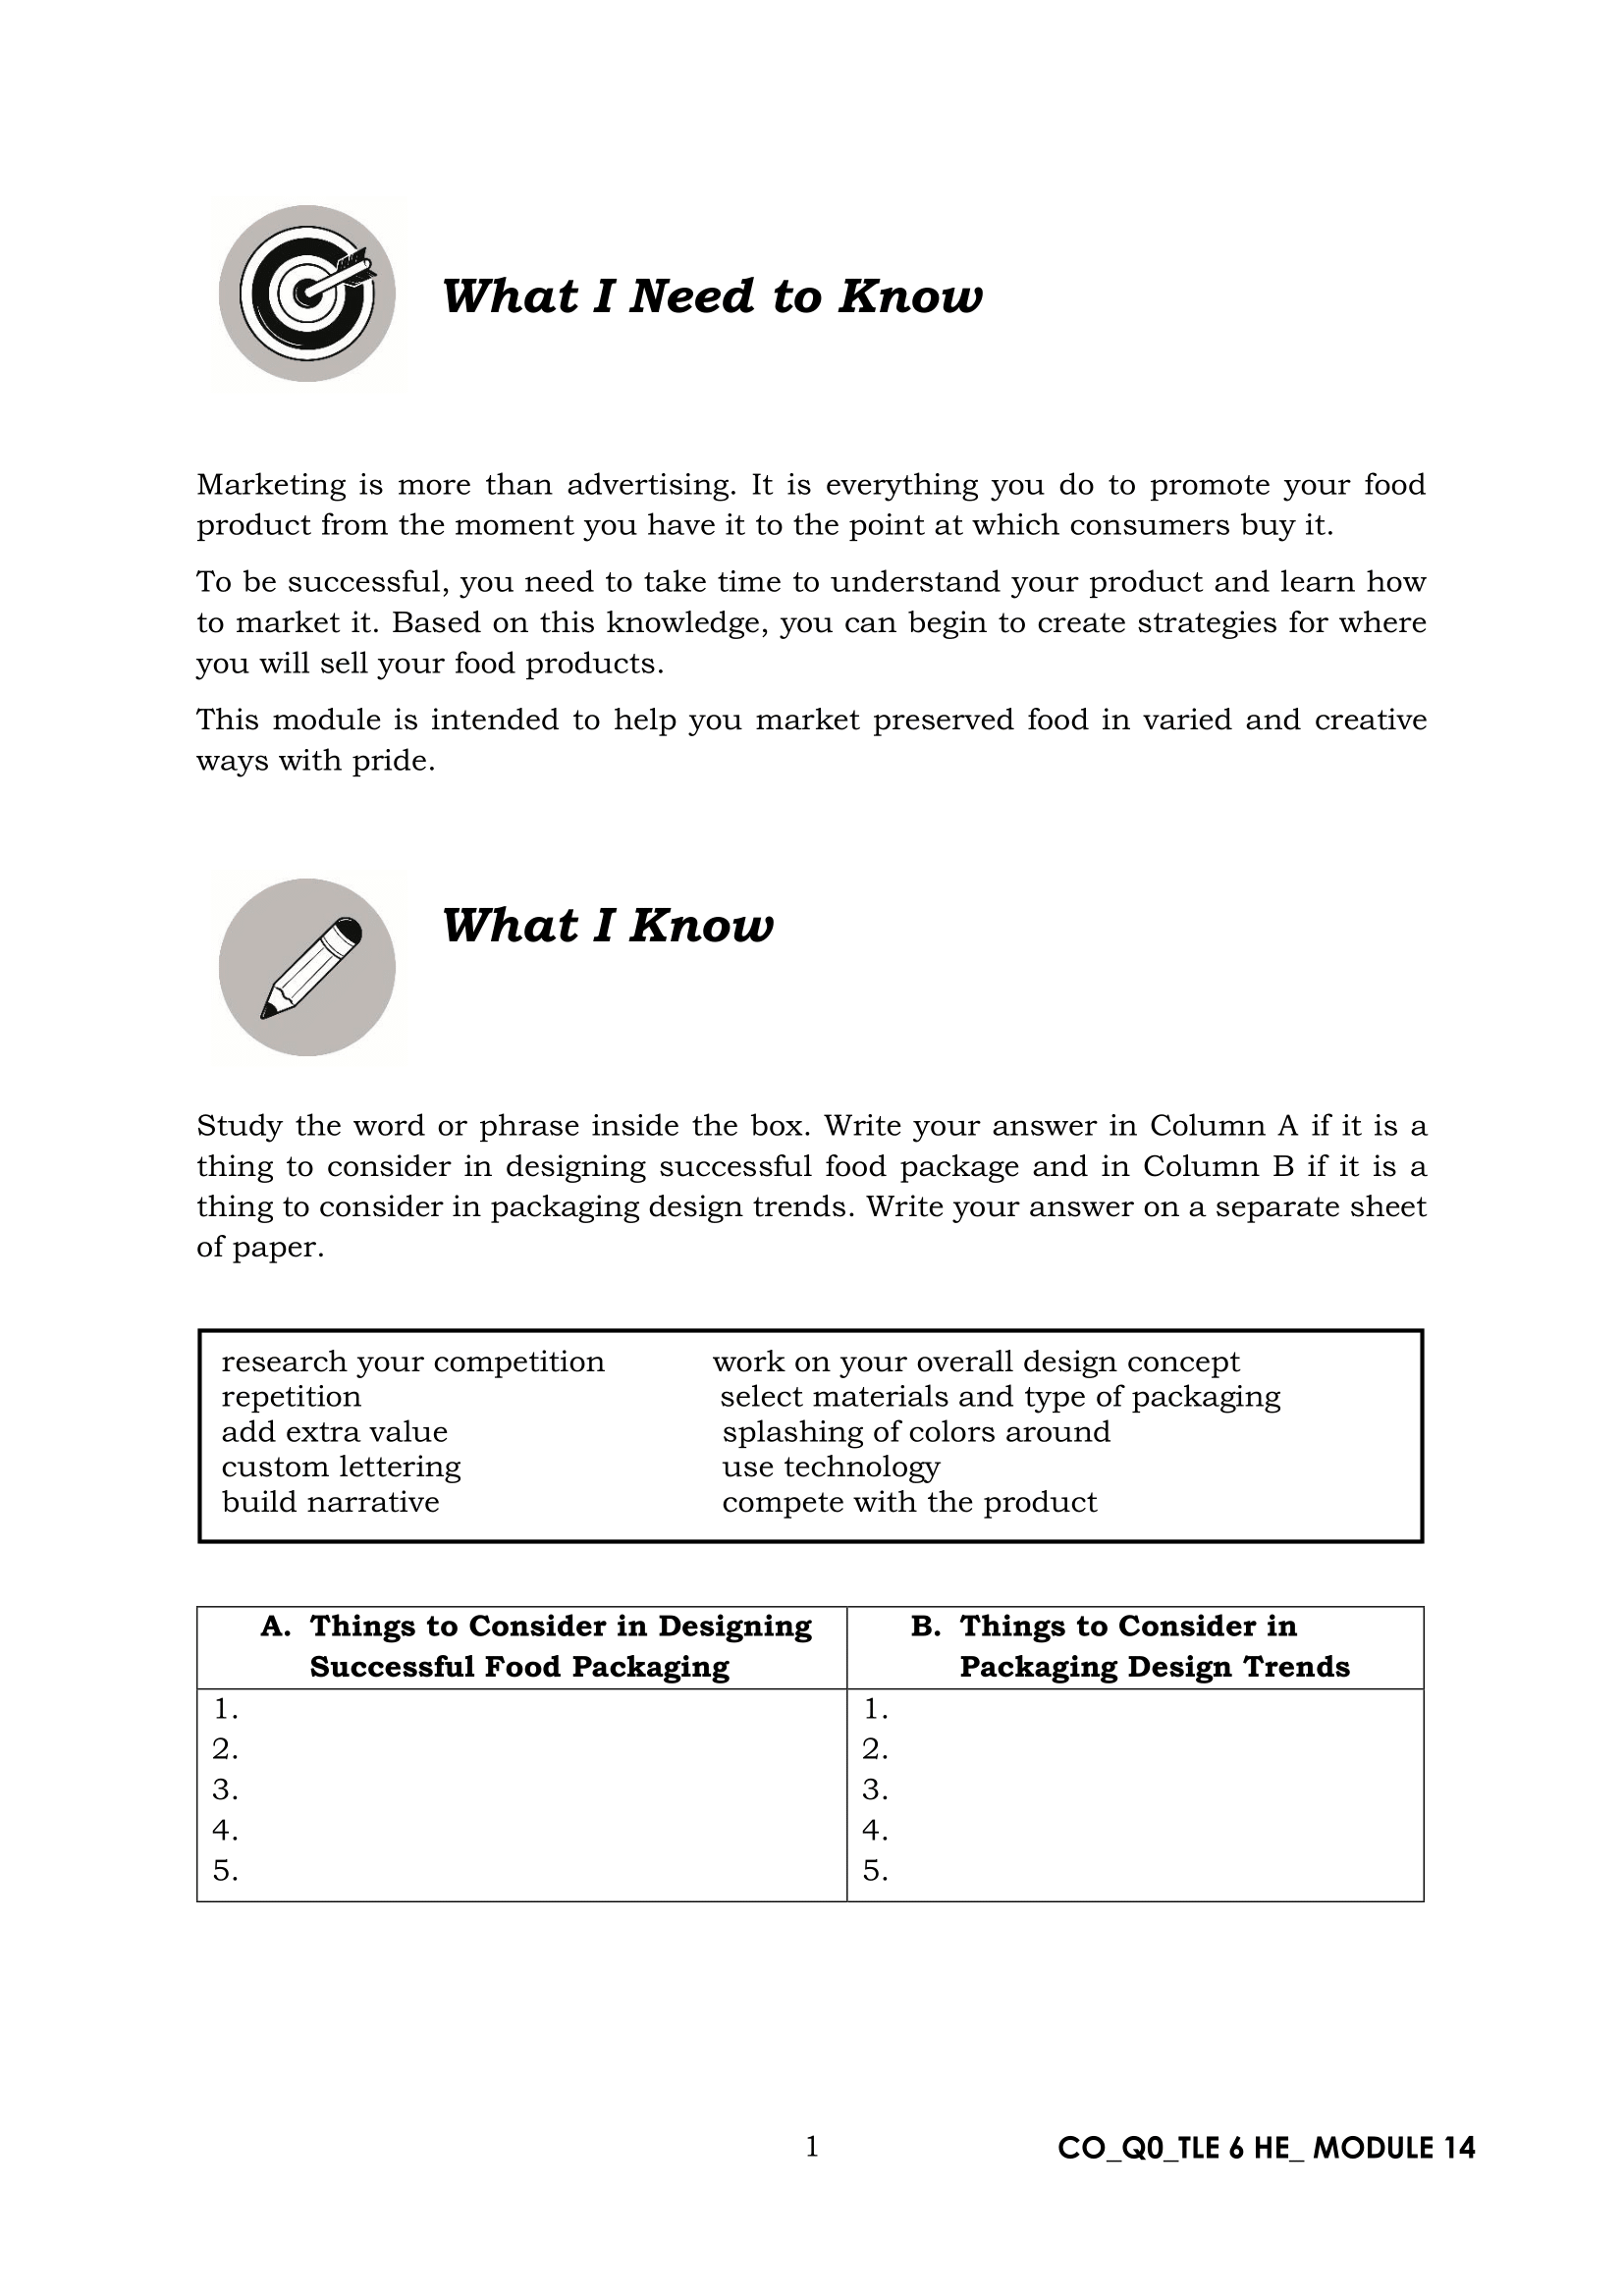 What I Need to Know
Marketing is more than advertising. It is everything you do to promote your food
product from the moment you have it to the point at which consumers buy it.
To be successful, you need to take time to understand your product and learn how
to market it. Based on this knowledge, you can begin to create strategies for where
you will sell your food products.
This module is intended to help you market preserved food in varied and creative
ways with pride.
What I Know
Study the word or phrase inside the box. Write your answer in Column A if it is a
thing to consider in designing successful food package and in Column B if it is a
thing to consider in packaging design trends. Write your answer on a separate sheet
of paper.
research your competition work on your overall design concept
repetition select materials and type of packaging
add extra value splashing of colors around
custom lettering use technology
build narrative compete with the product
A. Things to Consider in Designing
Successful Food Packaging
B. Things to Consider in
Packaging Design Trends
1.
2.
3.
4.
5.
1.
2.
3.
4.
5.
1
CO_Q0_TLE 6 HE_ MODULE 14